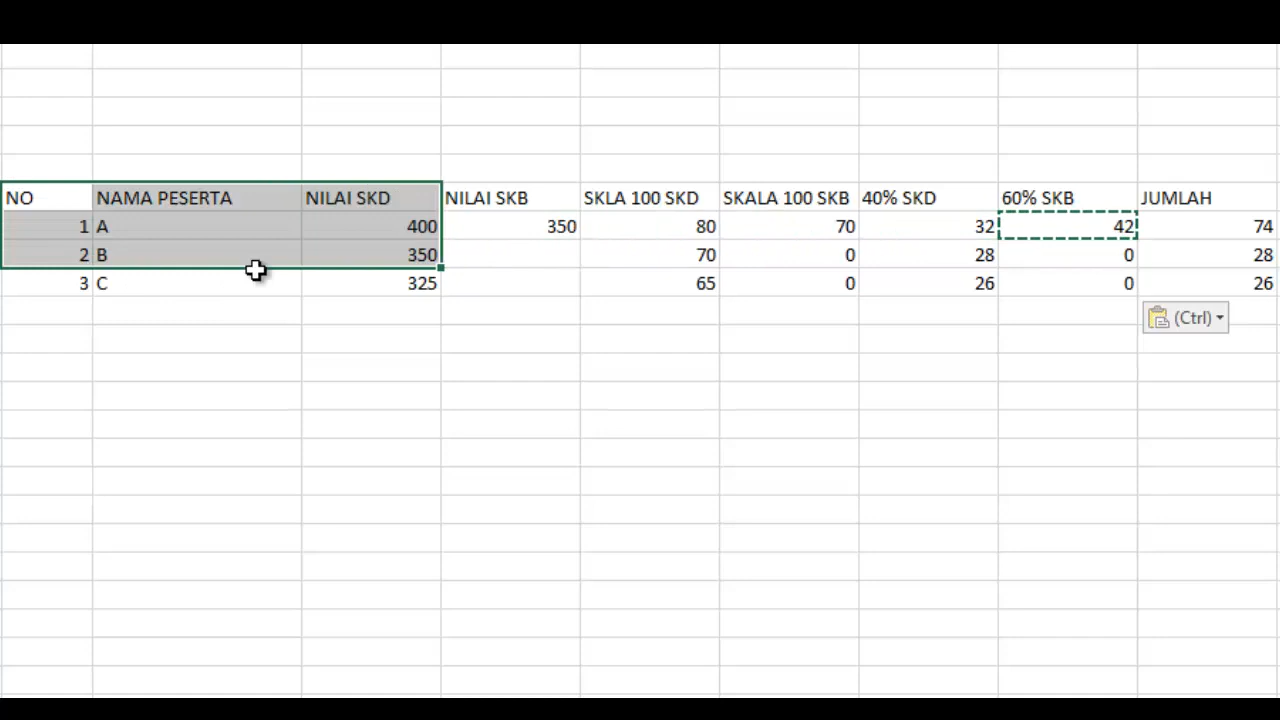 NO NAMA PESERTA NILAI SKD NILAI SKB SKLA 100 SKD SKALA 100 SKB 40% SKD 60% SKB JUMLAH
1 A 400 350 80 70 32 42 74
2 B 350 70 0 28 0 28
3 C 325 65 0 26 0 26
(Ctrl)